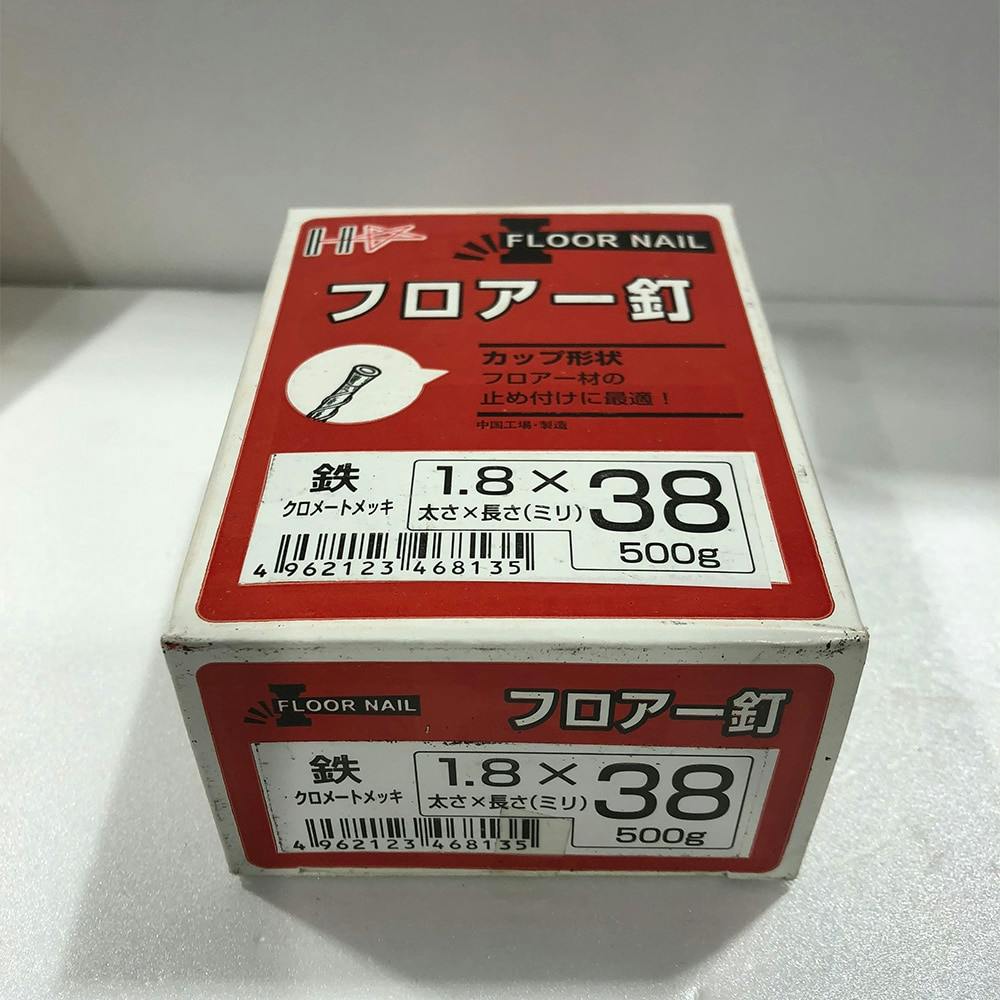 FLOOR NAIL
フロアー釘
カップ形状
フロアー材の
止め付けに最適!
中国工場・製造
鉄
クロメートメッキ
1.8×38
太さ×長さ(ミリ)
500g
4 962123 468135
FLOOR NAIL
フロアー釘
鉄
クロメートメッキ
1.8×38
太さ×長さ(ミリ)
500g
4 962123 468135